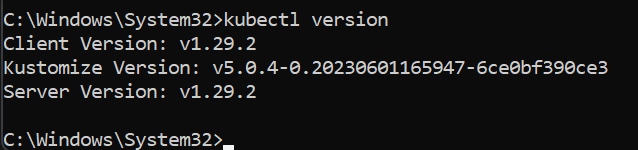 C:\Windows\System32>kubectl version
Client Version: v1.29.2
Kustomize Version: v5.0.4-0.20230601165947-6ce0bf390ce3
Server Version: v1.29.2
C:\Windows\System32>